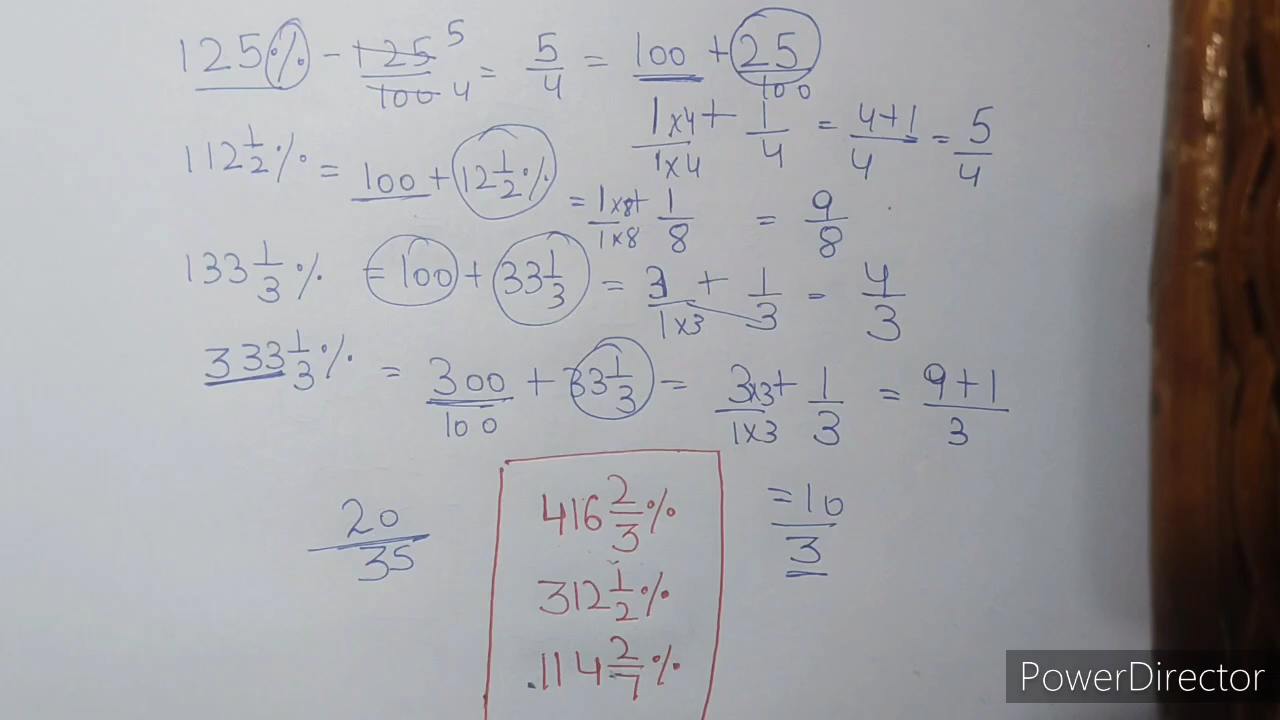 125% - 125/100 5/4 = 5/4 = 100 + 25/100
1×4/1×4 + 1/4 = 4+1/4 = 5/4
112 1/2% = 100 + 12 1/2%
= 1×8/1×8 + 1/8 = 9/8
133 1/3% = 100 + 33 1/3 = 3/1×3 + 1/3 = 4/3
333 1/3% = 300/100 + 33 1/3 = 3×3/1×3 + 1/3 = 9+1/3
= 10/3
20/35
416 2/3%
312 1/2%
114 2/7%
PowerDirector